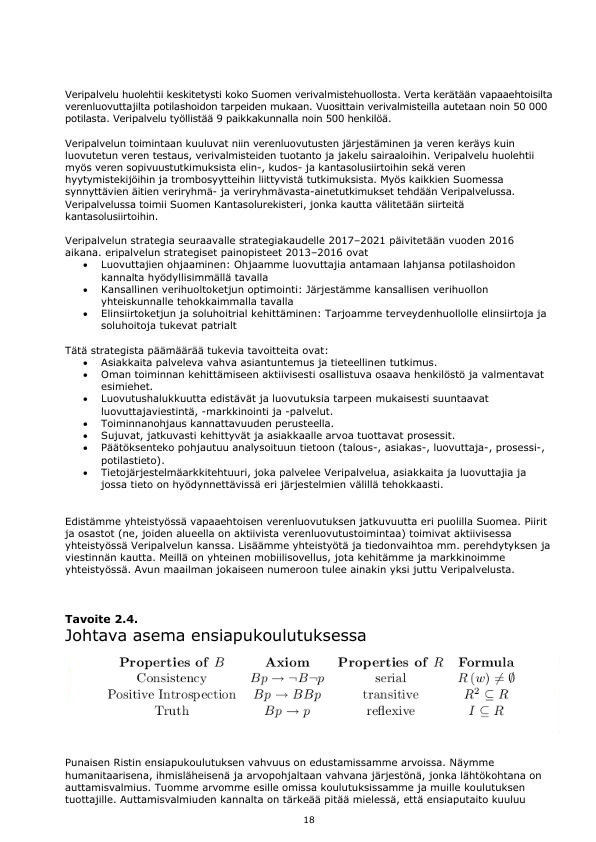 Veripalvelu huolehtii keskitetysti koko Suomen verivalmistehuollosta. Verta kerätään vapaaehtoisilta
verenluovuttajilta potilashoidon tarpeiden mukaan. Vuosittain verivalmisteilla autetaan noin 50 000
potilasta. Veripalvelu työllistää 9 paikkakunnalla noin 500 henkilöä.
Veripalvelun toimintaan kuuluvat niin verenluovutusten järjestäminen ja veren keräys kuin
luovutetun veren testaus, verivalmisteiden tuotanto ja jakelu sairaaloihin. Veripalvelu huolehtii
myös veren sopivuustutkimuksista elin-, kudos- ja kantasolusiirtoihin sekä veren
hyytymistekijöihin ja trombosyytteihin liittyvistä tutkimuksista. Myös kaikkien Suomessa
synnyttävien äitien veriryhmä- ja veriryhmävasta-ainetutkimukset tehdään Veripalvelussa.
Veripalvelussa toimii Suomen Kantasolurekisteri, jonka kautta välitetään siirteitä
kantasolusiirtoihin.
Veripalvelun strategia seuraavalle strategiakaudelle 2017–2021 päivitetään vuoden 2016
aikana. eripalvelun strategiset painopisteet 2013–2016 ovat
• Luovuttajien ohjaaminen: Ohjaamme luovuttajia antamaan lahjansa potilashoidon
kannalta hyödyllisimmällä tavalla
• Kansallinen verihuoltoketjun optimointi: Järjestämme kansallisen verihuollon
yhteiskunnalle tehokkaimmalla tavalla
• Elinsiirtoketjun ja soluhoitrial kehittäminen: Tarjoamme terveydenhuollolle elinsiirtoja ja
soluhoitoja tukevat patrialt
Tätä strategista päämäärää tukevia tavoitteita ovat:
• Asiakkaita palveleva vahva asiantuntemus ja tieteellinen tutkimus.
• Oman toiminnan kehittämiseen aktiivisesti osallistuva osaava henkilöstö ja valmentavat
esimiehet.
• Luovutushalukkuutta edistävät ja luovutuksia tarpeen mukaisesti suuntaavat
luovuttajaviestintä, -markkinointi ja -palvelut.
• Toiminnanohjaus kannattavuuden perusteella.
• Sujuvat, jatkuvasti kehittyvät ja asiakkaalle arvoa tuottavat prosessit.
• Päätöksenteko pohjautuu analysoituun tietoon (talous-, asiakas-, luovuttaja-, prosessi-,
potilastieto).
• Tietojärjestelmäarkkitehtuuri, joka palvelee Veripalvelua, asiakkaita ja luovuttajia ja
jossa tieto on hyödynnettävissä eri järjestelmien välillä tehokkaasti.
Edistämme yhteistyössä vapaaehtoisen verenluovutuksen jatkuvuutta eri puolilla Suomea. Piirit
ja osastot (ne, joiden alueella on aktiivista verenluovutustoimintaa) toimivat aktiivisessa
yhteistyössä Veripalvelun kanssa. Lisäämme yhteistyötä ja tiedonvaihtoa mm. perehdytyksen ja
viestinnän kautta. Meillä on yhteinen mobiilisovellus, jota kehitämme ja markkinoimme
yhteistyössä. Avun maailman jokaiseen numeroon tulee ainakin yksi juttu Veripalvelusta.
Tavoite 2.4.
Johtava asema ensiapukoulutuksessa
Properties of B Axiom Properties of R Formula
Consistency Bp → ¬B¬p serial R (w) ≠ ∅
Positive Introspection Bp → BBp transitive R² ⊆ R
Truth Bp → p reflexive I ⊆ R
Punaisen Ristin ensiapukoulutuksen vahvuus on edustamissamme arvoissa. Näymme
humanitaarisena, ihmisläheisenä ja arvopohjaltaan vahvana järjestönä, jonka lähtökohtana on
auttamisvalmius. Tuomme arvomme esille omissa koulutuksissamme ja muille koulutuksen
tuottajille. Auttamisvalmiuden kannalta on tärkeää pitää mielessä, että ensiaputaito kuuluu
18